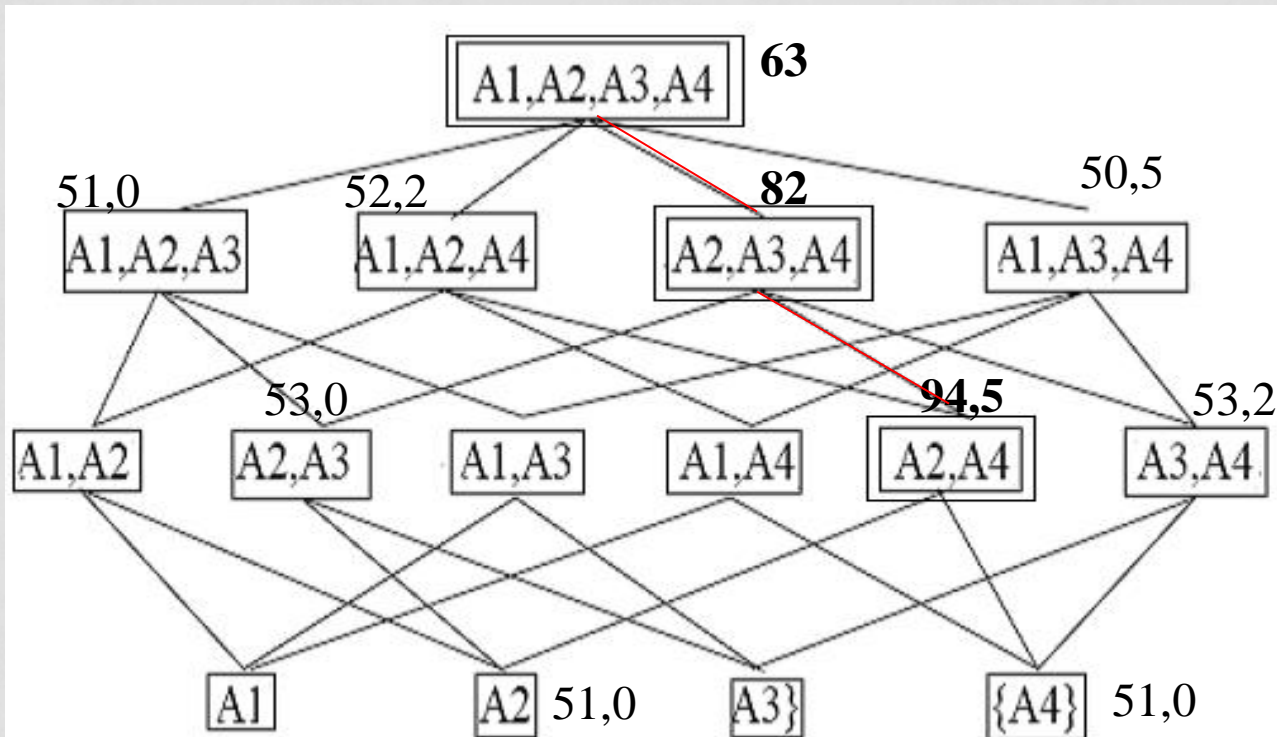 63
A1,A2,A3,A4
51,0 52,2 82 50,5
A1,A2,A3 A1,A2,A4 A2,A3,A4 A1,A3,A4
53,0 94,5 53,2
A1,A2 A2,A3 A1,A3 A1,A4 A2,A4 A3,A4
A1 A2 51,0 A3} {A4} 51,0